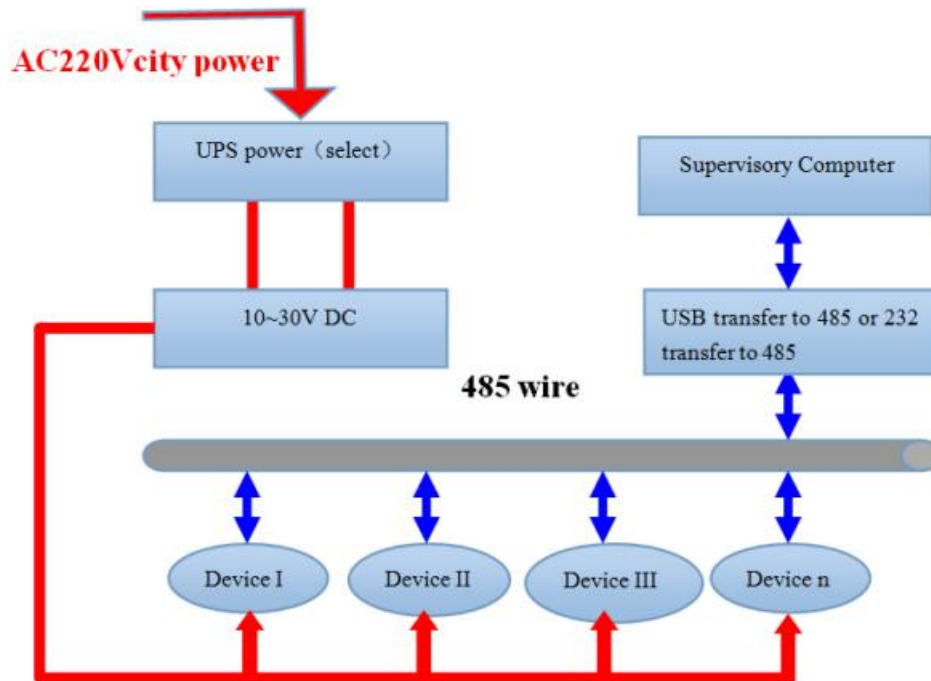 AC220Vcity power
UPS power（select）
Supervisory Computer
10~30V DC
USB transfer to 485 or 232
transfer to 485
485 wire
Device I
Device II
Device III
Device n